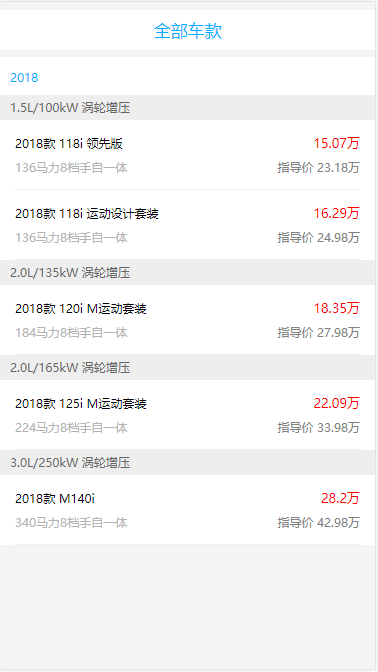 全部车款
2018
1.5L/100kW 涡轮增压
2018款 118i 领先版 15.07万
136马力8档手自一体 指导价 23.18万
2018款 118i 运动设计套装 16.29万
136马力8档手自一体 指导价 24.98万
2.0L/135kW 涡轮增压
2018款 120i M运动套装 18.35万
184马力8档手自一体 指导价 27.98万
2.0L/165kW 涡轮增压
2018款 125i M运动套装 22.09万
224马力8档手自一体 指导价 33.98万
3.0L/250kW 涡轮增压
2018款 M140i 28.2万
340马力8档手自一体 指导价 42.98万